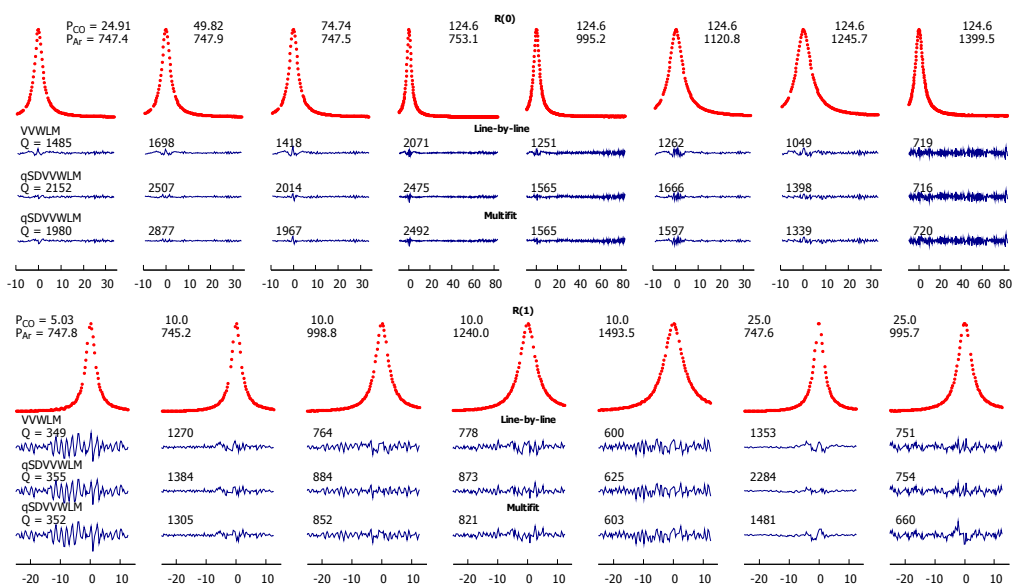 R(0)
P_CO = 24.91 49.82 74.74 124.6 124.6 124.6 124.6 124.6
P_Ar = 747.4 747.9 747.5 753.1 995.2 1120.8 1245.7 1399.5
Line-by-line
VVWLM
Q = 1485 1698 1418 2071 1251 1262 1049 719
qSDVVWLM
Q = 2152 2507 2014 2475 1565 1666 1398 716
Multifit
qSDVVWLM
Q = 1980 2877 1967 2492 1565 1597 1339 720
-10 0 10 20 30 -10 0 10 20 30 -10 0 10 20 30 0 20 40 60 80 0 20 40 60 80 -10 0 10 20 30 -10 0 10 20 30 0 20 40 60 80
R(1)
P_CO = 5.03 10.0 10.0 10.0 10.0 25.0 25.0
P_Ar = 747.8 745.2 998.8 1240.0 1493.5 747.6 995.7
Line-by-line
VVWLM
Q = 349 1270 764 778 600 1353 751
qSDVVWLM
Q = 355 1384 884 873 625 2284 754
Multifit
qSDVVWLM
Q = 352 1305 852 821 603 1481 660
-20 -10 0 10 -20 -10 0 10 -20 -10 0 10 -20 -10 0 10 -20 -10 0 10 -20 -10 0 10 -20 -10 0 10